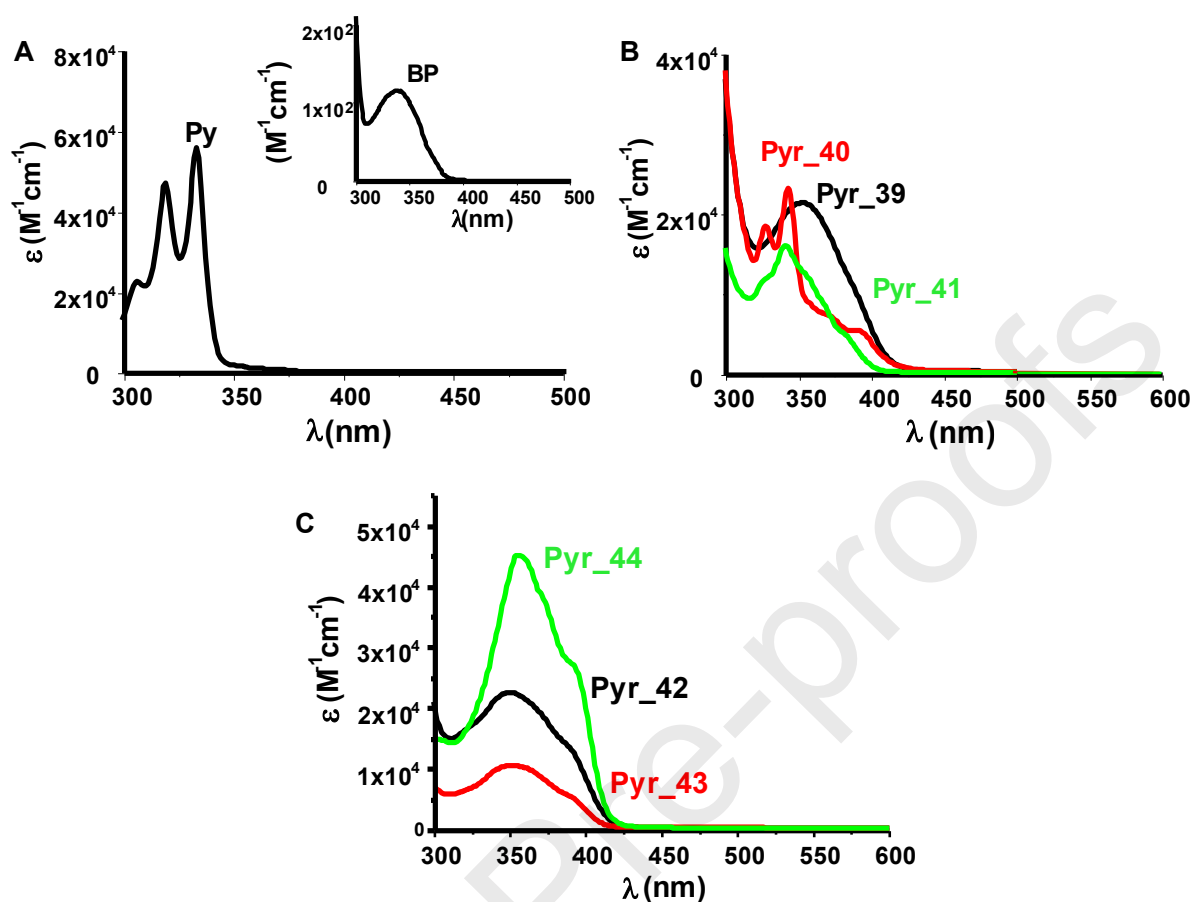 A
ε (M⁻¹cm⁻¹)
8x10⁴
6x10⁴
4x10⁴
2x10⁴
0
Py
300 350 400 450 500
λ(nm)
(M⁻¹cm⁻¹)
2x10²
1x10²
0
BP
300 350 400 450 500
λ(nm)
B
ε (M⁻¹cm⁻¹)
4x10⁴
2x10⁴
0
Pyr_40
Pyr_39
Pyr_41
300 350 400 450 500 550 600
λ (nm)
C
ε (M⁻¹cm⁻¹)
5x10⁴
4x10⁴
3x10⁴
2x10⁴
1x10⁴
0
Pyr_44
Pyr_42
Pyr_43
300 350 400 450 500 550 600
λ (nm)
Pre-proofs